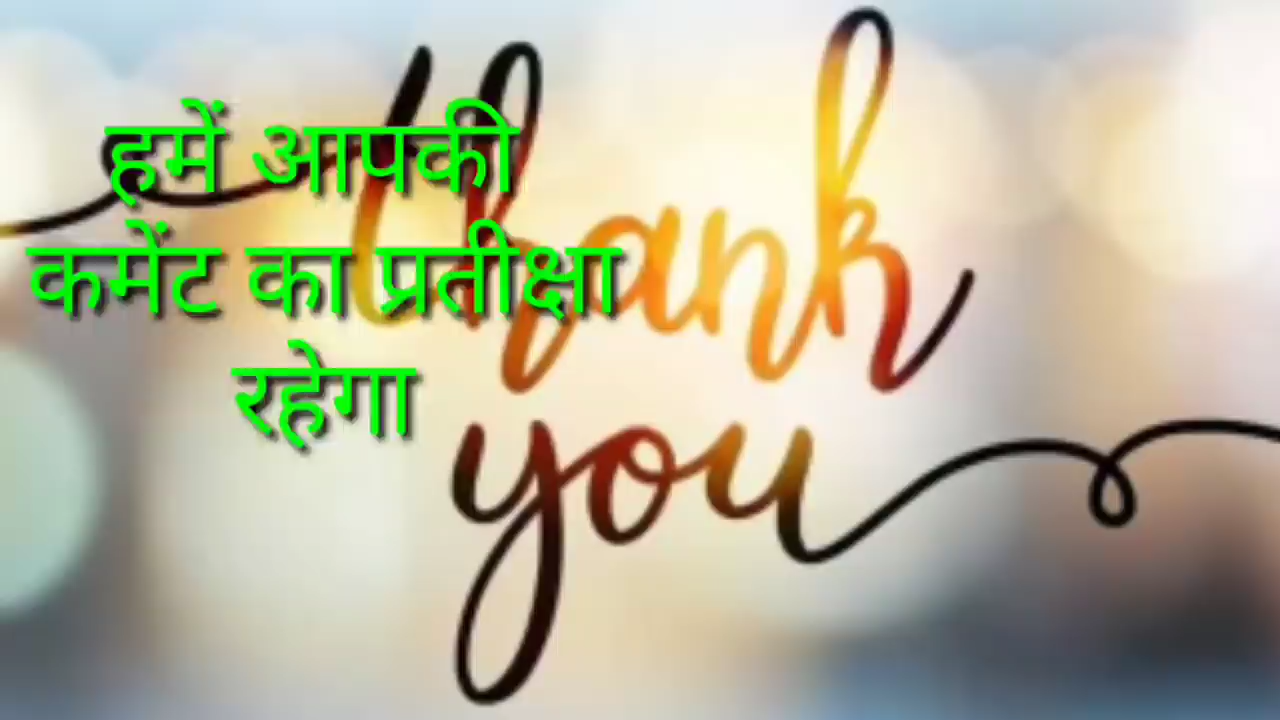 हमें आपकी
कमेंट का प्रतीक्षा
रहेगा
thank
you